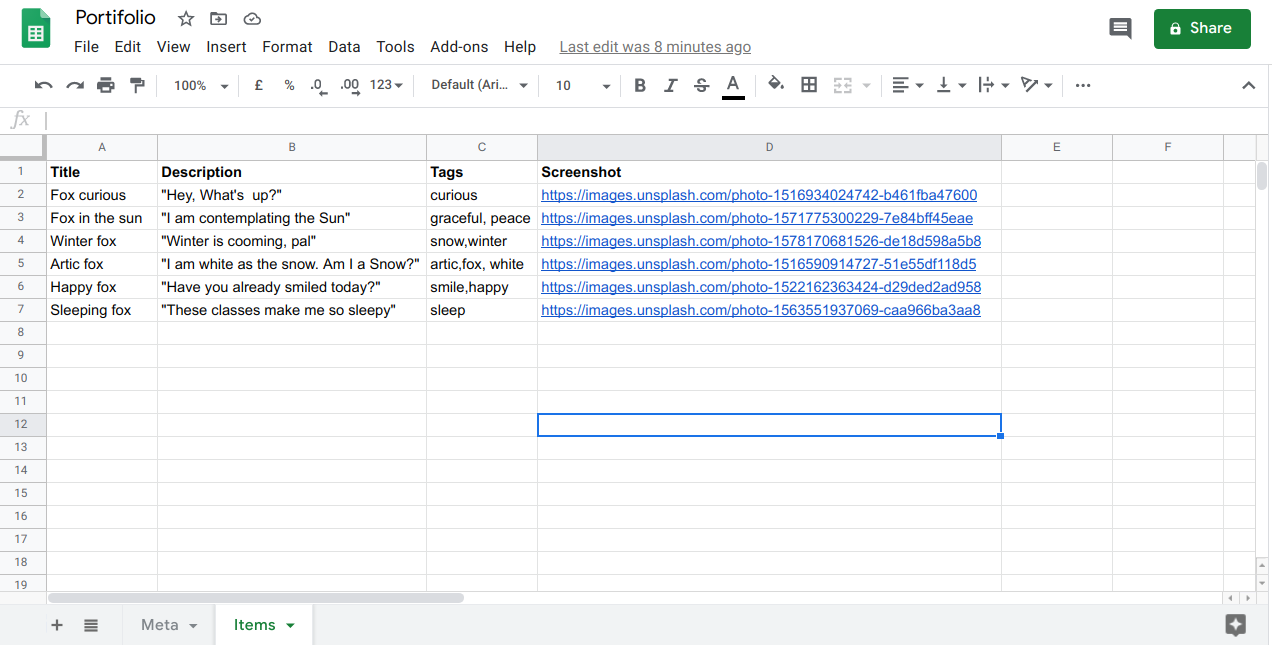 Portifolio
File Edit View Insert Format Data Tools Add-ons Help Last edit was 8 minutes ago
Share
100% £ % .0 .00 123 Default (Ari... 10 B I S A
fx
A B C D E F
1 Title Description Tags Screenshot
2 Fox curious "Hey, What's  up?" curious https://images.unsplash.com/photo-1516934024742-b461fba47600
3 Fox in the sun "I am contemplating the Sun" graceful, peace https://images.unsplash.com/photo-1571775300229-7e84bff45eae
4 Winter fox "Winter is cooming, pal" snow,winter https://images.unsplash.com/photo-1578170681526-de18d598a5b8
5 Artic fox "I am white as the snow. Am I a Snow?" artic,fox, white https://images.unsplash.com/photo-1516590914727-51e55df118d5
6 Happy fox "Have you already smiled today?" smile,happy https://images.unsplash.com/photo-1522162363424-d29ded2ad958
7 Sleeping fox "These classes make me so sleepy" sleep https://images.unsplash.com/photo-1563551937069-caa966ba3aa8
8
9
10
11
12
13
14
15
16
17
18
19
Meta Items